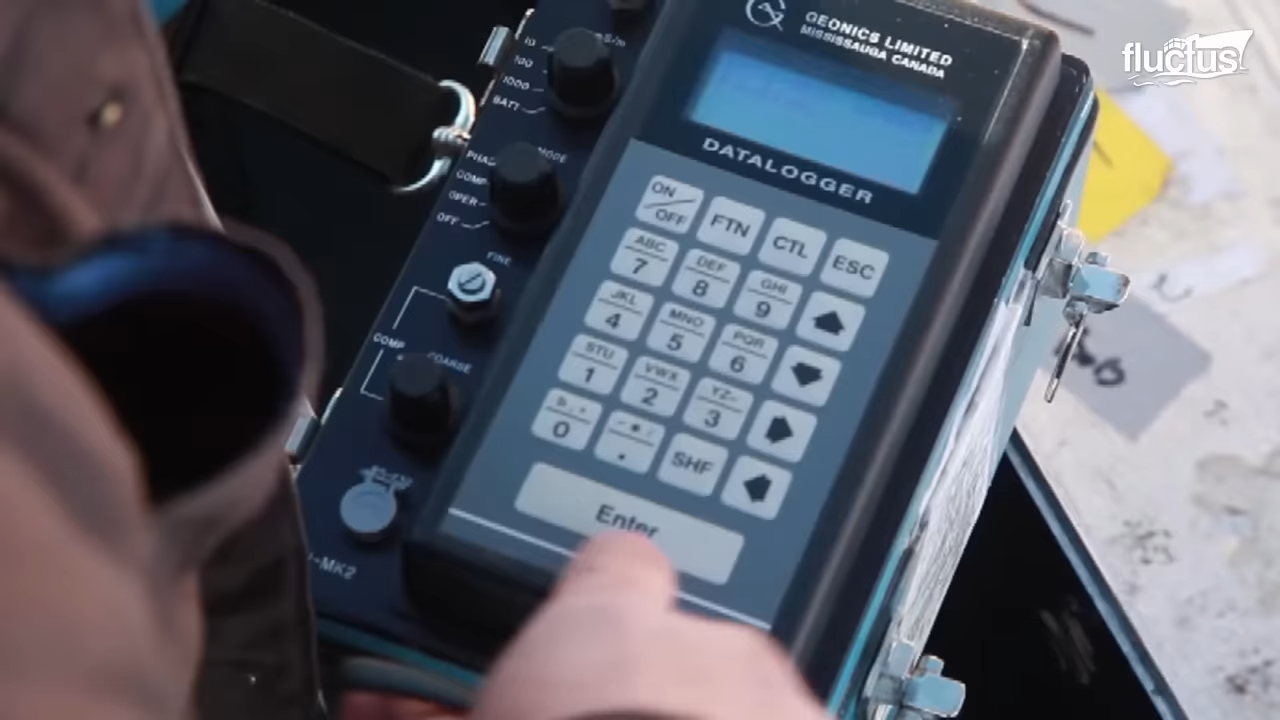 fluctus
GEONICS LIMITED
MISSISSAUGA CANADA
DATALOGGER
ON
OFF
FTN
CTL
ESC
ABC
7
DEF
8
GHI
9
JKL
4
MNO
5
PQR
6
STU
1
VWX
2
YZ
3
0
.
SHF
Enter
mS/m
10
100
1000
BATT
MODE
COMP
OPER
OFF
FINE
COMP
COARSE
-MK2